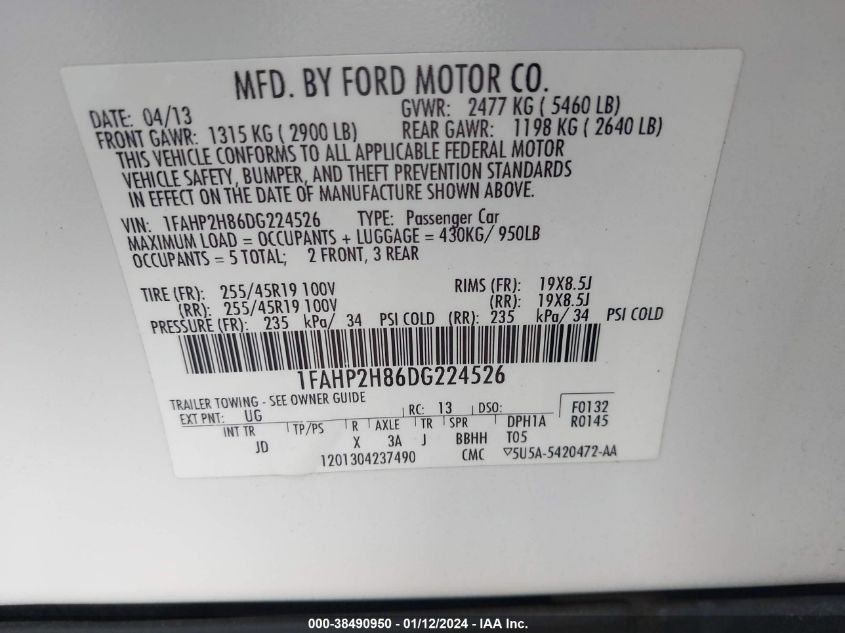 MFD. BY FORD MOTOR CO.
DATE: 04/13 GVWR: 2477 KG ( 5460 LB)
FRONT GAWR: 1315 KG ( 2900 LB) REAR GAWR: 1198 KG ( 2640 LB)
THIS VEHICLE CONFORMS TO ALL APPLICABLE FEDERAL MOTOR
VEHICLE SAFETY, BUMPER, AND THEFT PREVENTION STANDARDS
IN EFFECT ON THE DATE OF MANUFACTURE SHOWN ABOVE.
VIN: 1FAHP2H86DG224526 TYPE: Passenger Car
MAXIMUM LOAD = OCCUPANTS + LUGGAGE = 430KG/ 950LB
OCCUPANTS = 5 TOTAL; 2 FRONT, 3 REAR
TIRE (FR): 255/45R19 100V RIMS (FR): 19X8.5J
(RR): 255/45R19 100V (RR): 19X8.5J
PRESSURE (FR): 235 kPa/ 34 PSI COLD (RR): 235 kPa/ 34 PSI COLD
1FAHP2H86DG224526
TRAILER TOWING - SEE OWNER GUIDE
EXT PNT: UG RC: 13 DSO: F0132
R0145
INT TR TP/PS R AXLE TR SPR DPH1A
JD X 3A J BBHH T05
1201304237490 CMC ▽5U5A-5420472-AA
000-38490950 - 01/12/2024 - IAA Inc.